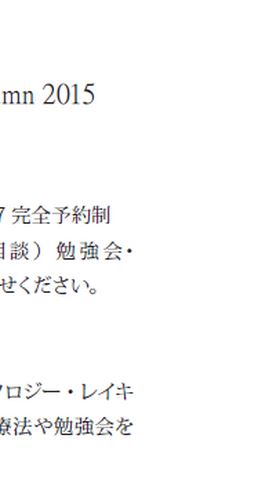 mn 2015
7 完全予約制
談）勉強会・
せください。
フロジー・レイキ
療法や勉強会を